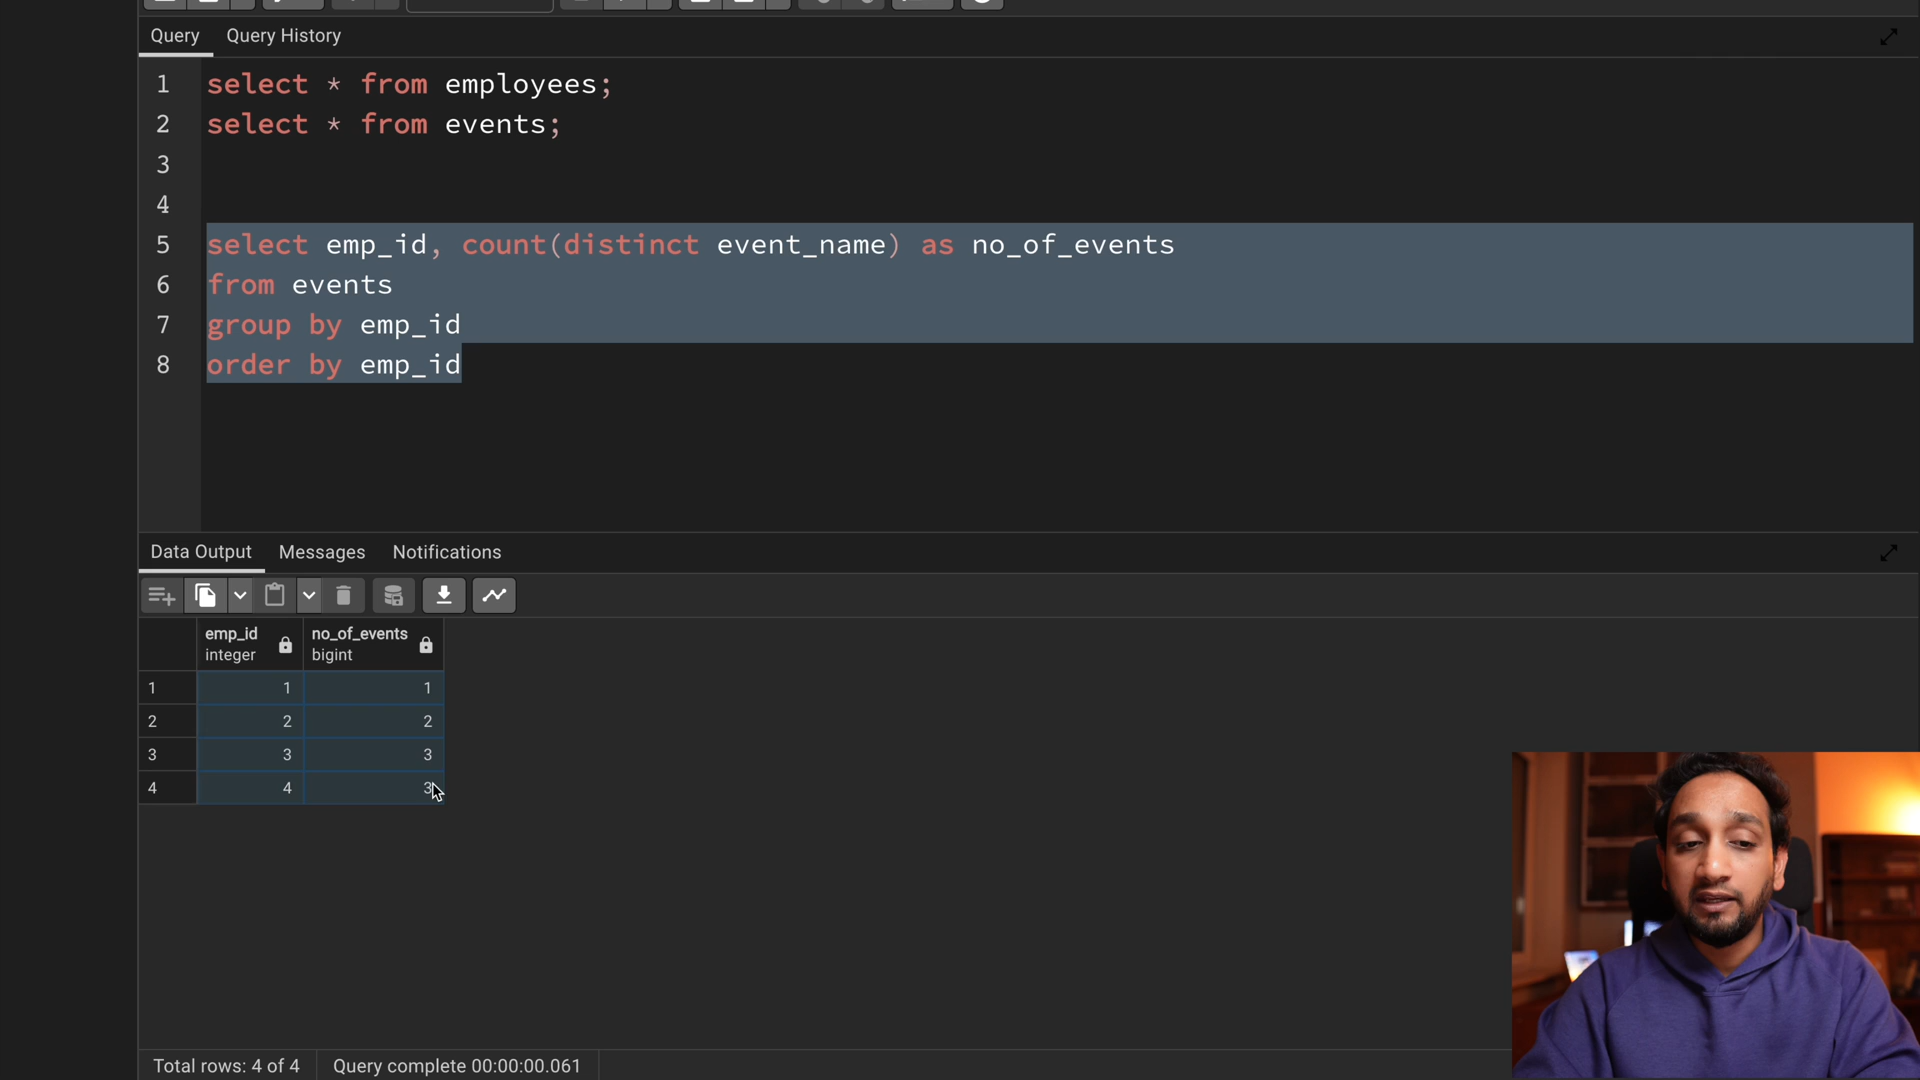 Query Query History
1 select * from employees;
2 select * from events;
3
4
5 select emp_id, count(distinct event_name) as no_of_events
6 from events
7 group by emp_id
8 order by emp_id
Data Output Messages Notifications
emp_id no_of_events
integer bigint
1 1 1
2 2 2
3 3 3
4 4 3
Total rows: 4 of 4 Query complete 00:00:00.061